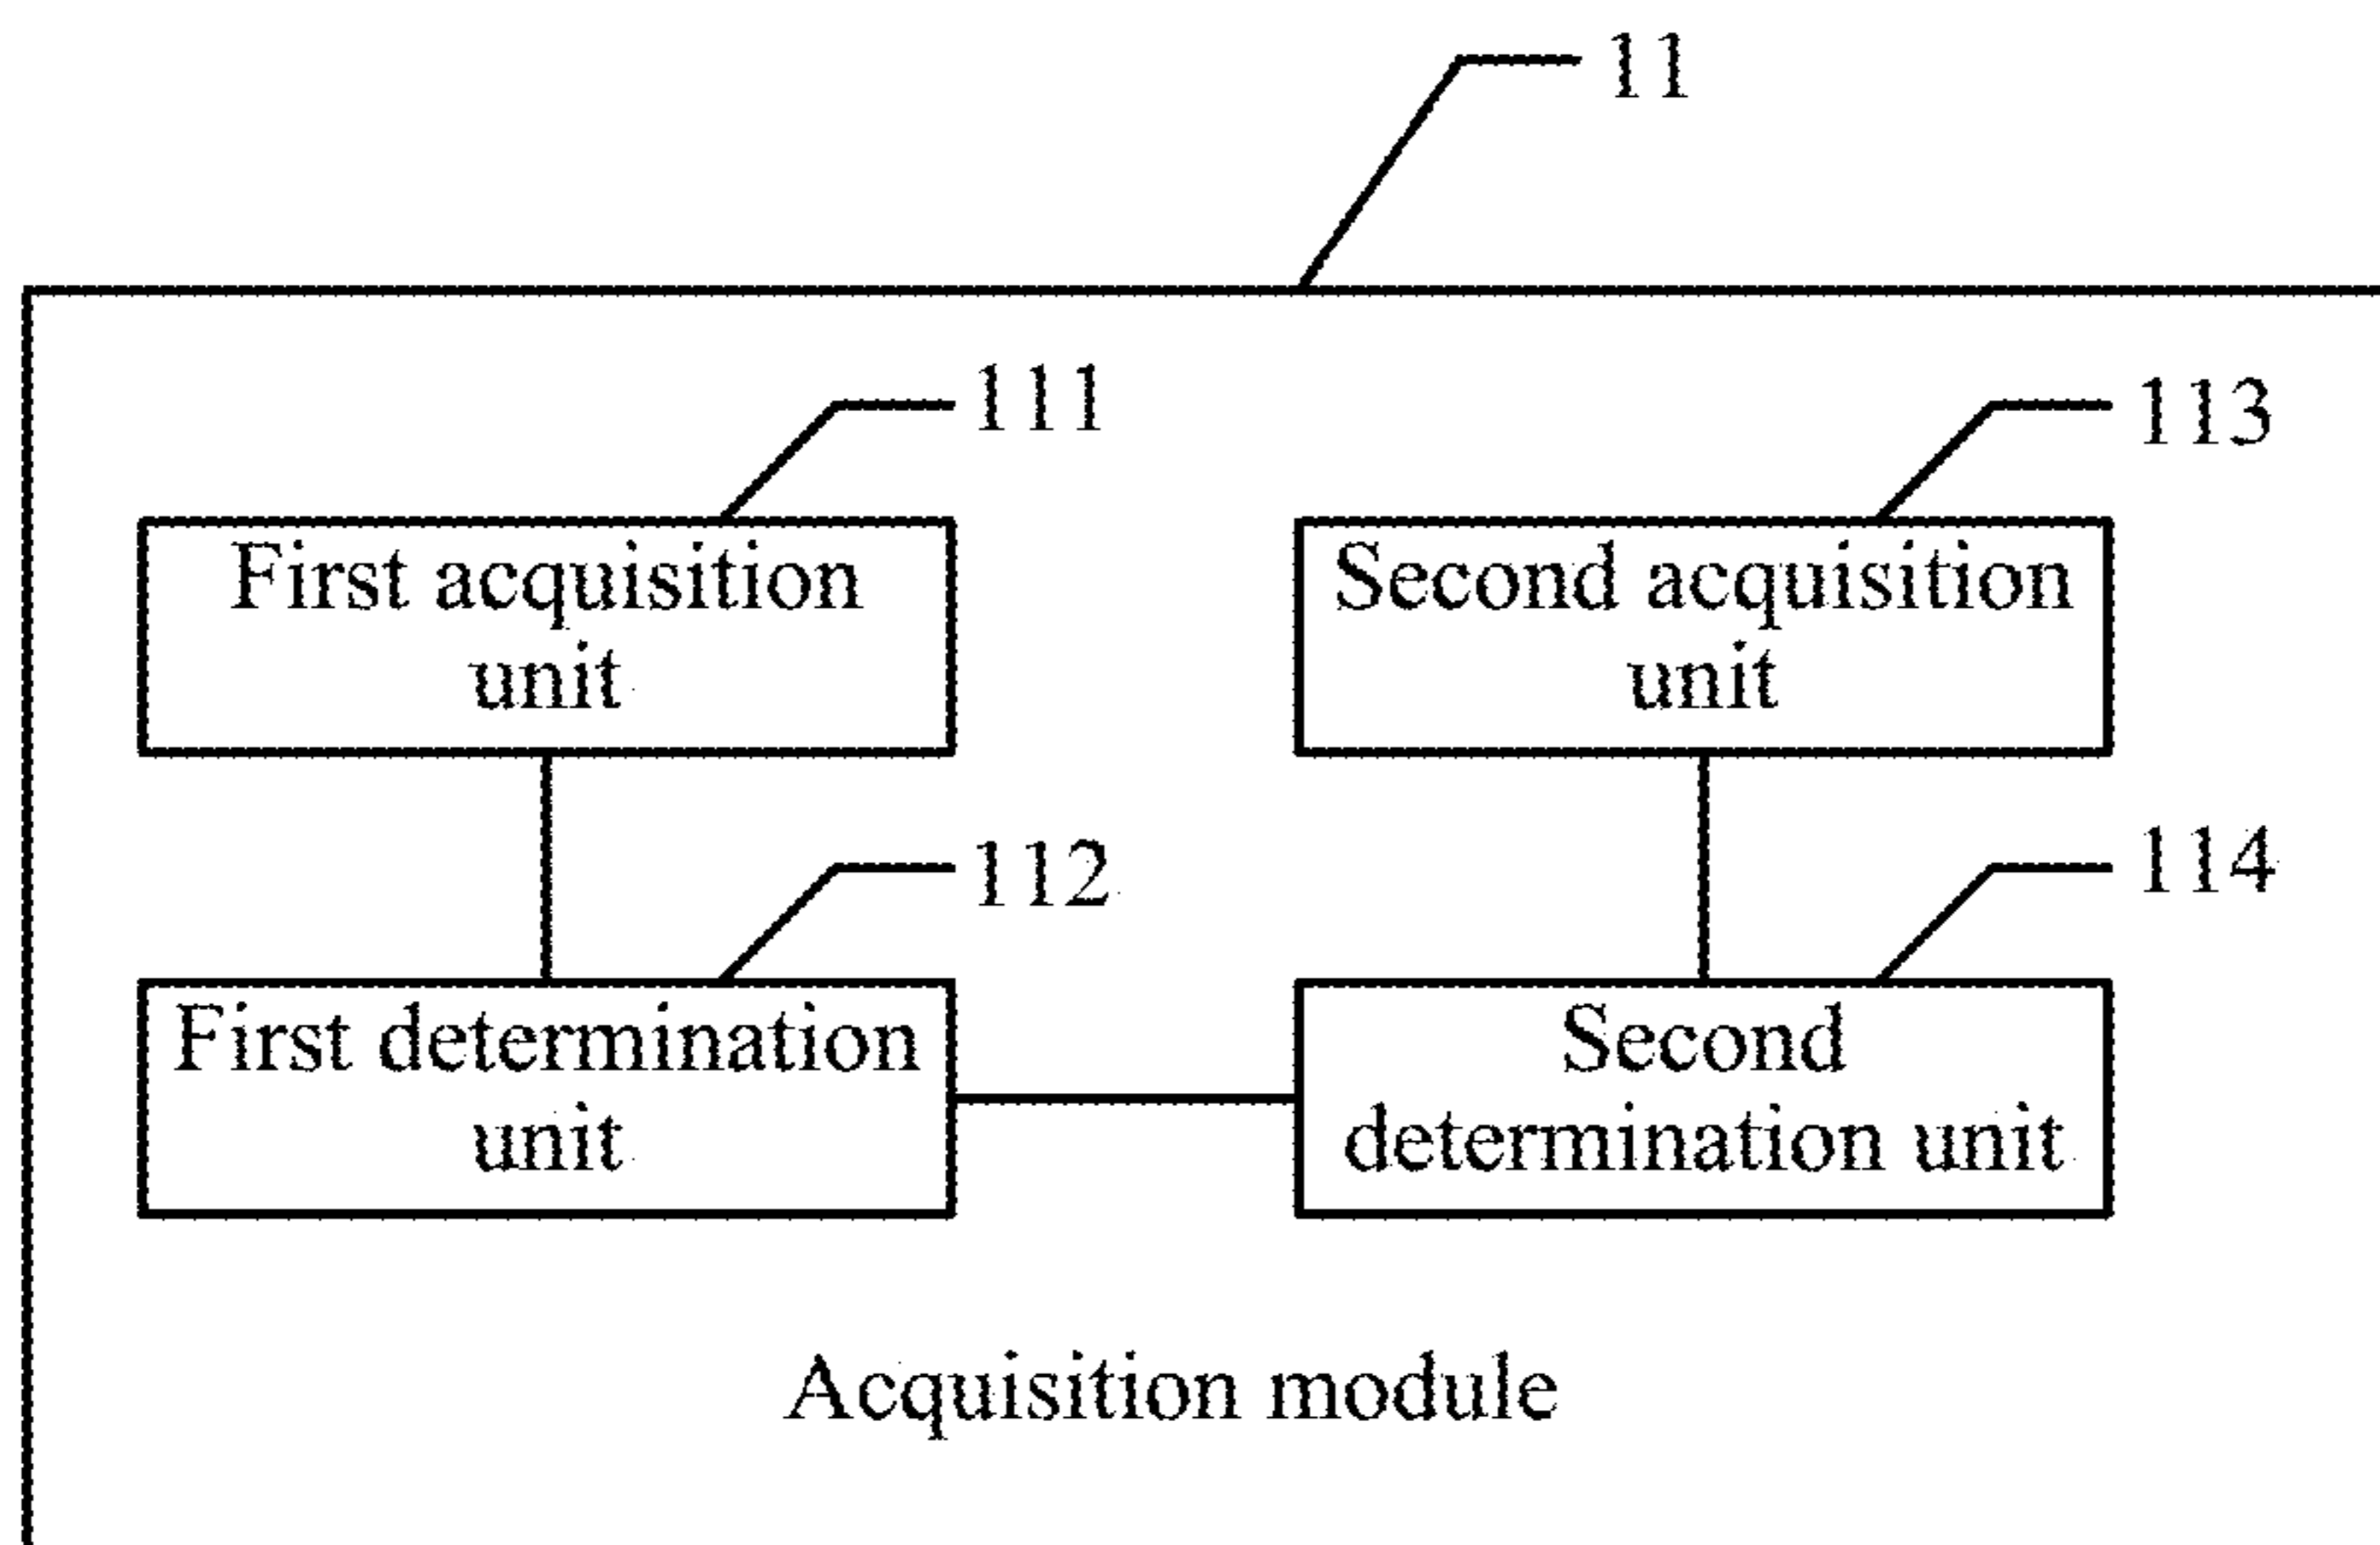 11
111
113
First acquisition
unit
Second acquisition
unit
112
114
First determination
unit
Second
determination unit
Acquisition module